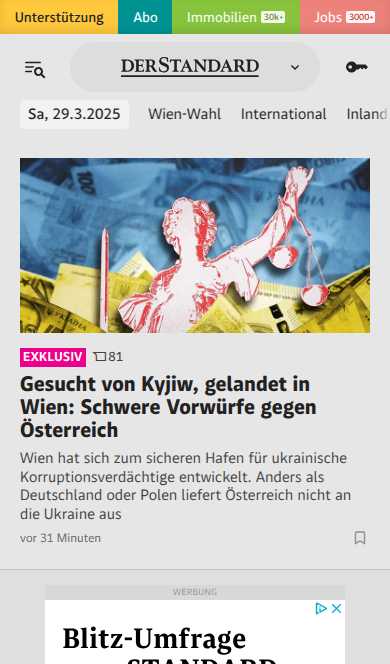 Unterstützung Abo Immobilien 30k+ Jobs 3000+
DERSTANDARD
Sa, 29.3.2025 Wien-Wahl International Inland
EXKLUSIV 81
Gesucht von Kyjiw, gelandet in
Wien: Schwere Vorwürfe gegen
Österreich
Wien hat sich zum sicheren Hafen für ukrainische
Korruptionsverdächtige entwickelt. Anders als
Deutschland oder Polen liefert Österreich nicht an
die Ukraine aus
vor 31 Minuten
WERBUNG
Blitz-Umfrage
STANDARD